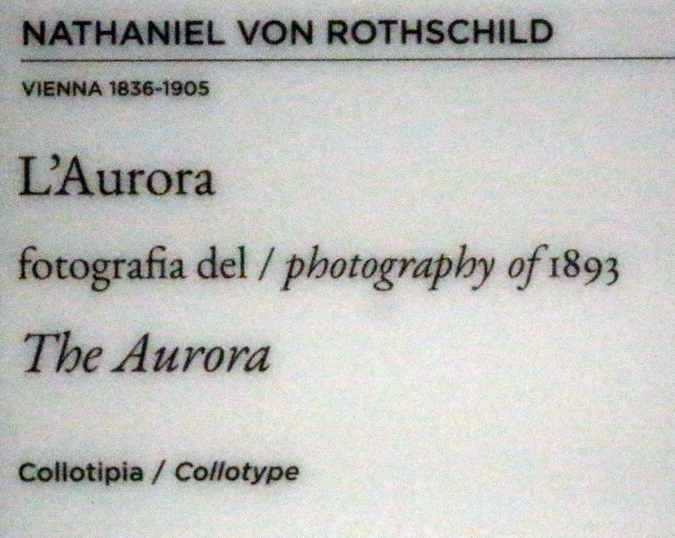 NATHANIEL VON ROTHSCHILD
VIENNA 1836-1905
L'Aurora
fotografia del / photography of 1893
The Aurora
Collotipia / Collotype